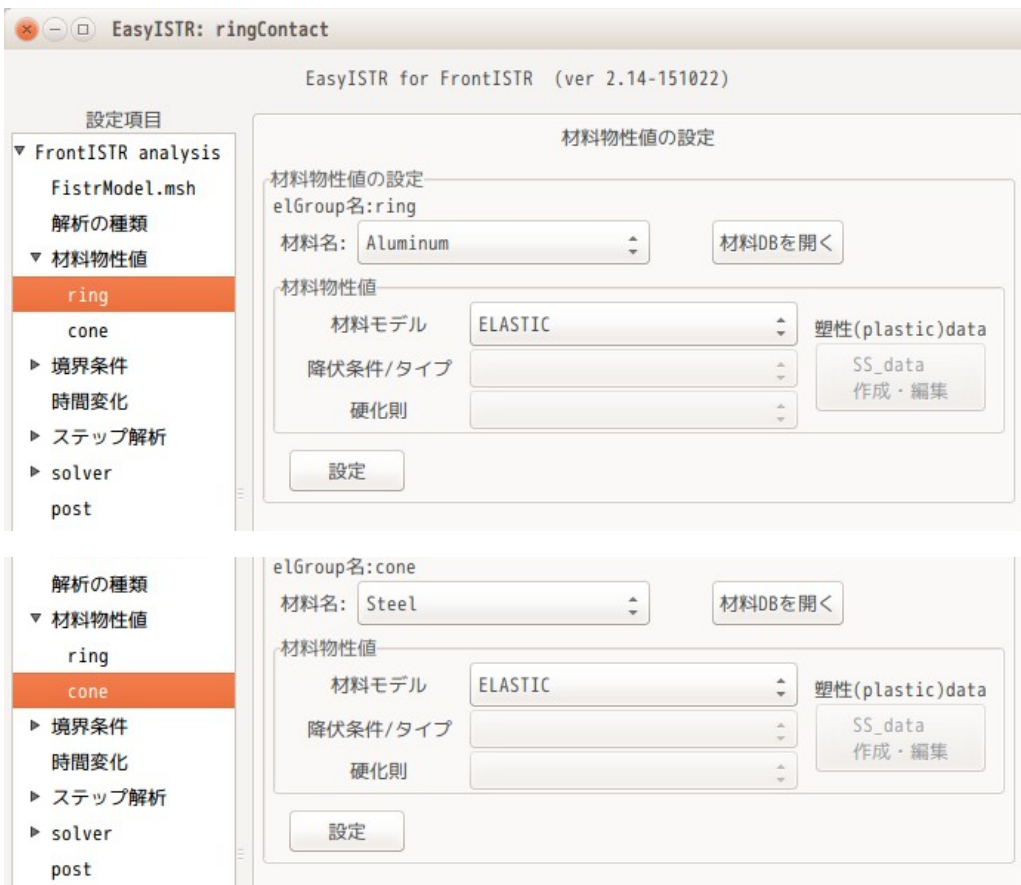 EasyISTR: ringContact
EasyISTR for FrontISTR (ver 2.14-151022)
設定項目
FrontISTR analysis
FistrModel.msh
解析の種類
材料物性値
ring
cone
境界条件
時間変化
ステップ解析
solver
post
材料物性値の設定
材料物性値の設定
elGroup名:ring
材料名: Aluminum 材料DBを開く
材料物性値
材料モデル ELASTIC 塑性(plastic)data
降伏条件/タイプ SS_data
作成・編集
硬化則
設定
解析の種類
材料物性値
ring
cone
境界条件
時間変化
ステップ解析
solver
post
elGroup名:cone
材料名: Steel 材料DBを開く
材料物性値
材料モデル ELASTIC 塑性(plastic)data
降伏条件/タイプ SS_data
作成・編集
硬化則
設定